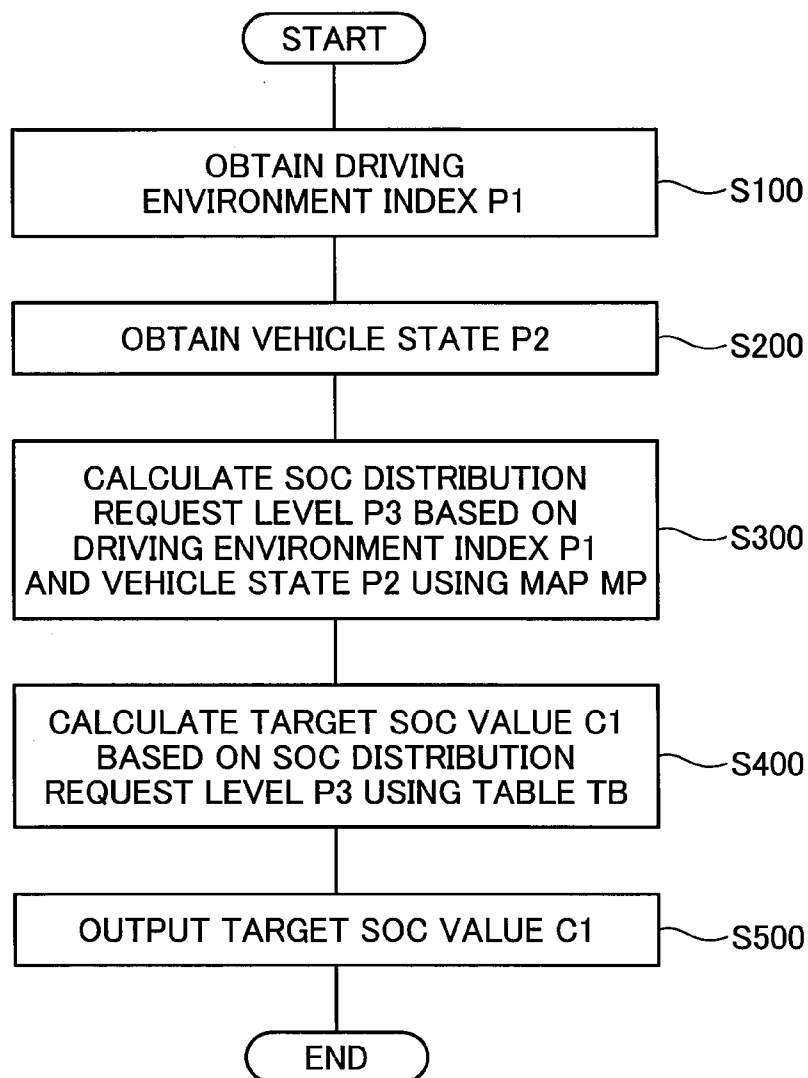 START
OBTAIN DRIVING
ENVIRONMENT INDEX P1
S100
OBTAIN VEHICLE STATE P2
S200
CALCULATE SOC DISTRIBUTION
REQUEST LEVEL P3 BASED ON
DRIVING ENVIRONMENT INDEX P1
AND VEHICLE STATE P2 USING MAP MP
S300
CALCULATE TARGET SOC VALUE C1
BASED ON SOC DISTRIBUTION
REQUEST LEVEL P3 USING TABLE TB
S400
OUTPUT TARGET SOC VALUE C1
S500
END